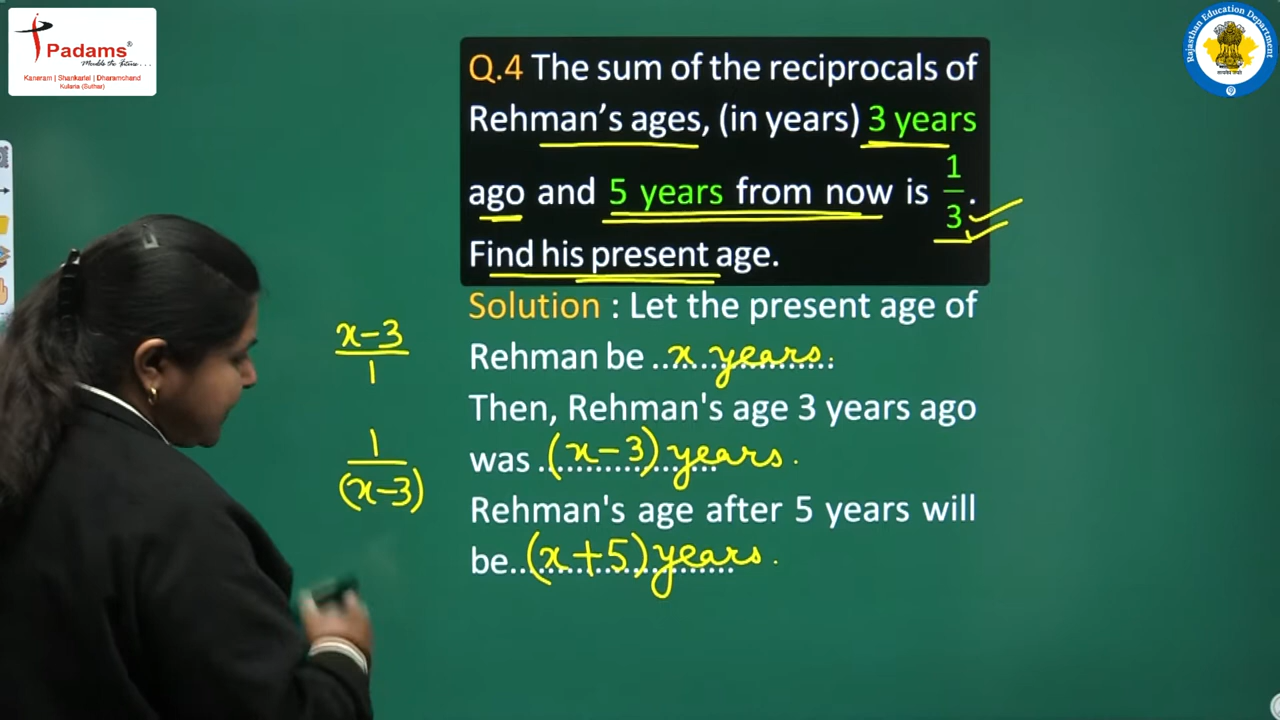 Padams®
Moulds the Future...
Kanaram | Shankarlal | Dharamchand
Kularia (Suthar)
Rajasthan Education Department
Q.4 The sum of the reciprocals of
Rehman’s ages, (in years) 3 years
ago and 5 years from now is 1/3.
Find his present age.
Solution : Let the present age of
Rehman be ..x years.
Then, Rehman's age 3 years ago
was .(x-3) years.
Rehman's age after 5 years will
be..(x+5) years.
x-3
1
1
(x-3)